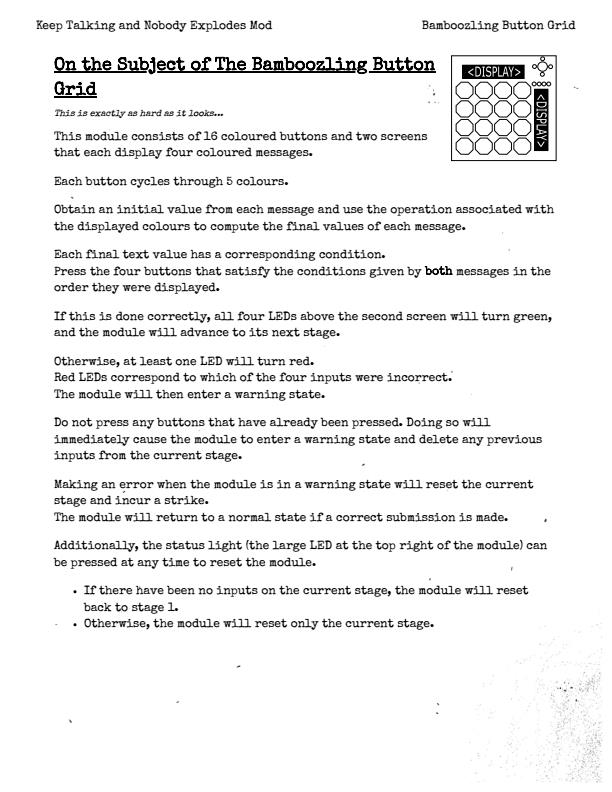 Keep Talking and Nobody Explodes Mod
Bamboozling Button Grid
On the Subject of The Bamboozling Button
Grid
<DISPLAY>
<DISPLAY>
This is exactly as hard as it looks...
This module consists of 16 coloured buttons and two screens
that each display four coloured messages.
Each button cycles through 5 colours.
Obtain an initial value from each message and use the operation associated with
the displayed colours to compute the final values of each message.
Each final text value has a corresponding condition.
Press the four buttons that satisfy the conditions given by both messages in the
order they were displayed.
If this is done correctly, all four LEDs above the second screen will turn green,
and the module will advance to its next stage.
Otherwise, at least one LED will turn red.
Red LEDs correspond to which of the four inputs were incorrect.
The module will then enter a warning state.
Do not press any buttons that have already been pressed. Doing so will
immediately cause the module to enter a warning state and delete any previous
inputs from the current stage.
Making an error when the module is in a warning state will reset the current
stage and incur a strike.
The module will return to a normal state if a correct submission is made.
Additionally, the status light (the large LED at the top right of the module) can
be pressed at any time to reset the module.
• If there have been no inputs on the current stage, the module will reset
back to stage 1.
• Otherwise, the module will reset only the current stage.